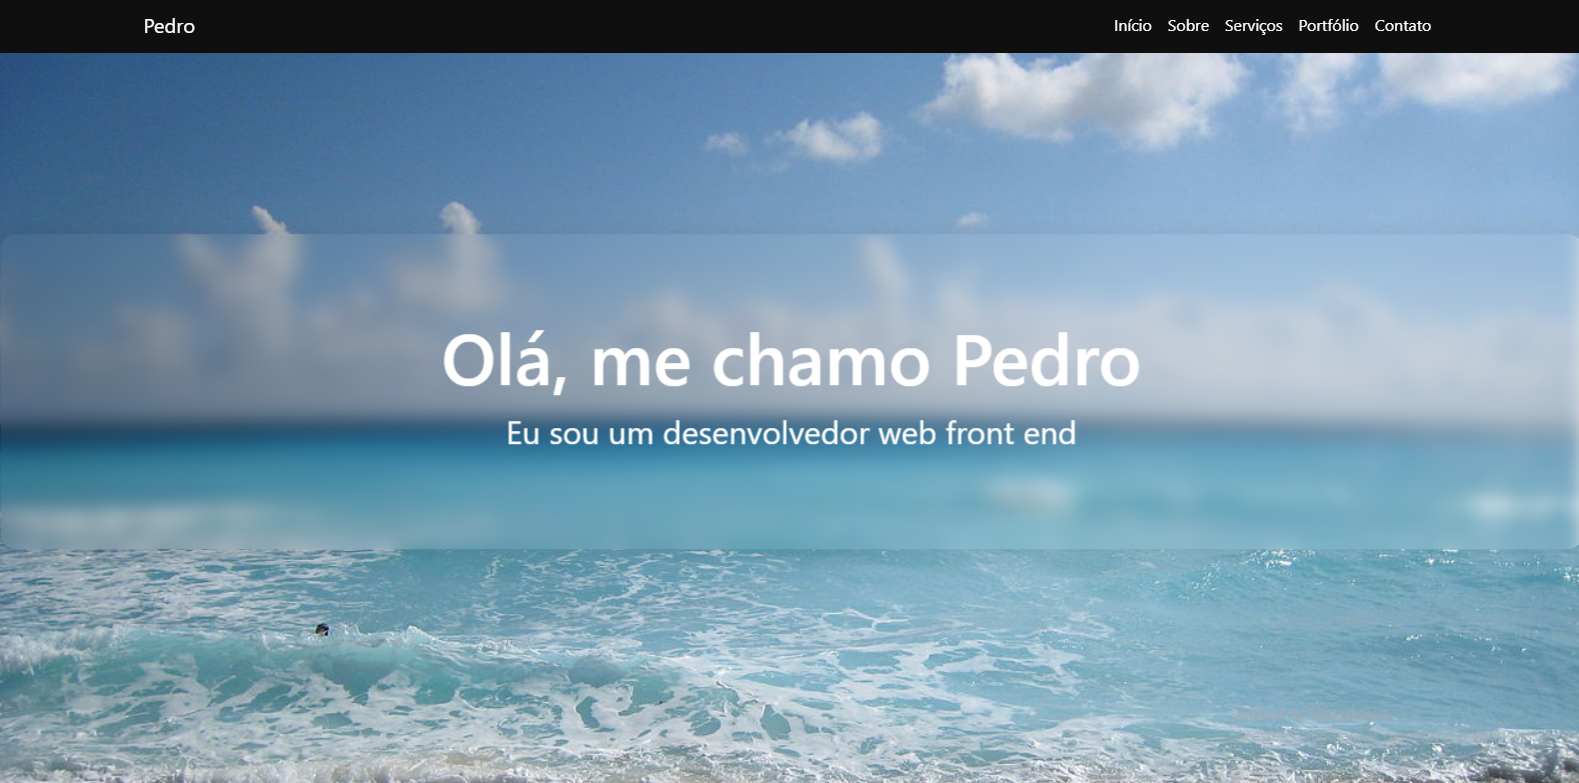 Pedro
Início Sobre Serviços Portfólio Contato
Olá, me chamo Pedro
Eu sou um desenvolvedor web front end